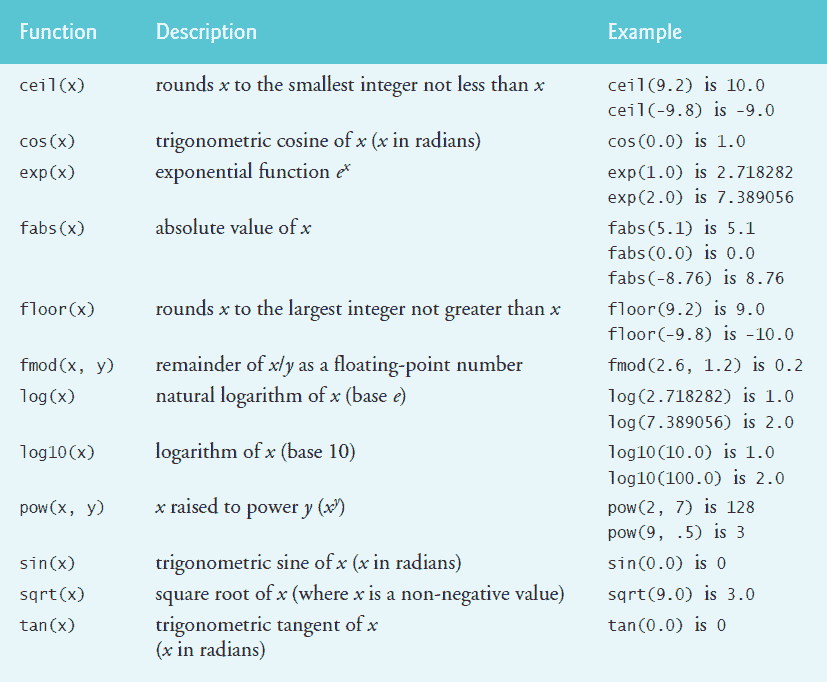 Function Description Example
ceil(x) rounds x to the smallest integer not less than x ceil(9.2) is 10.0
ceil(-9.8) is -9.0
cos(x) trigonometric cosine of x (x in radians) cos(0.0) is 1.0
exp(x) exponential function eˣ exp(1.0) is 2.718282
exp(2.0) is 7.389056
fabs(x) absolute value of x fabs(5.1) is 5.1
fabs(0.0) is 0.0
fabs(-8.76) is 8.76
floor(x) rounds x to the largest integer not greater than x floor(9.2) is 9.0
floor(-9.8) is -10.0
fmod(x, y) remainder of x/y as a floating-point number fmod(2.6, 1.2) is 0.2
log(x) natural logarithm of x (base e) log(2.718282) is 1.0
log(7.389056) is 2.0
log10(x) logarithm of x (base 10) log10(10.0) is 1.0
log10(100.0) is 2.0
pow(x, y) x raised to power y (xʸ) pow(2, 7) is 128
pow(9, .5) is 3
sin(x) trigonometric sine of x (x in radians) sin(0.0) is 0
sqrt(x) square root of x (where x is a non-negative value) sqrt(9.0) is 3.0
tan(x) trigonometric tangent of x tan(0.0) is 0
(x in radians)